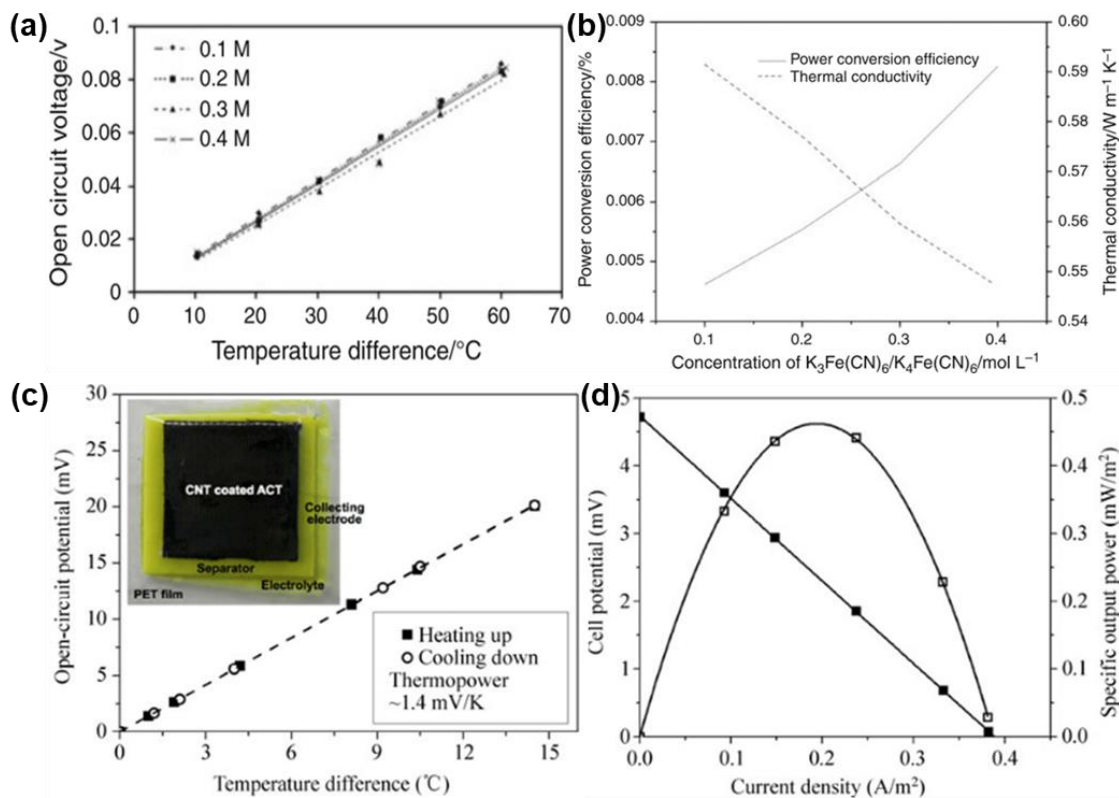 (a)
0.1
0.08
0.06
0.04
0.02
0
Open circuit voltage/v
0.1 M
0.2 M
0.3 M
0.4 M
0 10 20 30 40 50 60 70
Temperature difference/°C
(b)
0.009
0.008
0.007
0.006
0.005
0.004
Power conversion efficiency/%
Power conversion efficiency
Thermal conductivity
0.60
0.59
0.58
0.57
0.56
0.55
0.54
Thermal conductivity/W m⁻¹ K⁻¹
0.1 0.2 0.3 0.4
Concentration of K₃Fe(CN)₆/K₄Fe(CN)₆/mol L⁻¹
(c)
30
25
20
15
10
5
0
Open-circuit potential (mV)
CNT coated ACT
Collecting
electrode
Separator
Electrolyte
PET film
Heating up
Cooling down
Thermopower
~1.4 mV/K
0 3 6 9 12 15
Temperature difference (℃)
(d)
5
4
3
2
1
0
Cell potential (mV)
0.5
0.4
0.3
0.2
0.1
0.0
Specific output power (mW/m²)
0.0 0.1 0.2 0.3 0.4
Current density (A/m²)